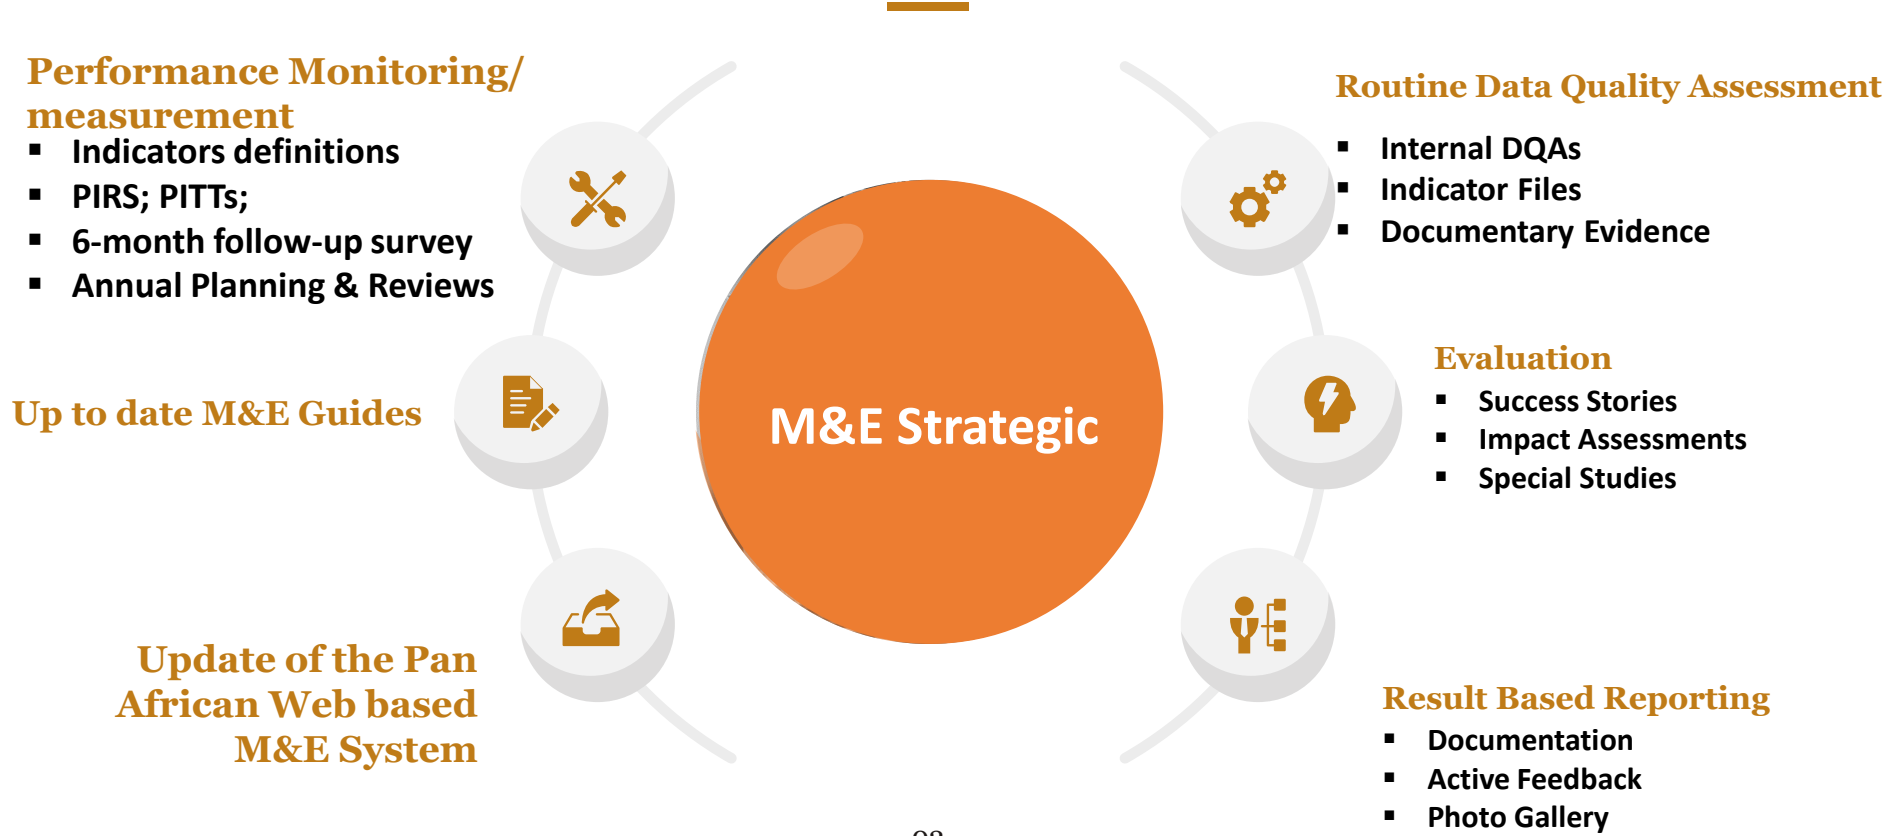 Performance Monitoring/
measurement
▪ Indicators definitions
▪ PIRS; PITTs;
▪ 6-month follow-up survey
▪ Annual Planning & Reviews
Up to date M&E Guides
Update of the Pan
African Web based
M&E System
M&E Strategic
Routine Data Quality Assessment
▪ Internal DQAs
▪ Indicator Files
▪ Documentary Evidence
Evaluation
▪ Success Stories
▪ Impact Assessments
▪ Special Studies
Result Based Reporting
▪ Documentation
▪ Active Feedback
▪ Photo Gallery